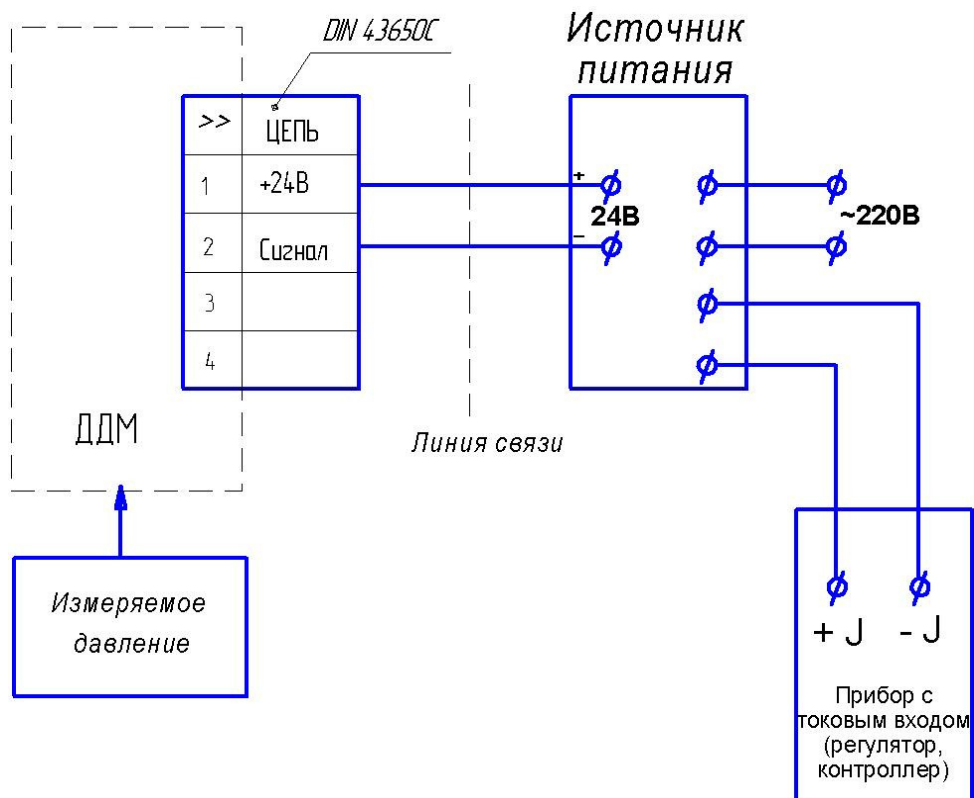 DIN 43650C
Источник
питания
>> ЦЕПЬ
1 +24В
2 Сигнал
3
4
+
24В
–
~220В
ДДМ
Линия связи
Измеряемое
давление
+ J - J
Прибор с
токовым входом
(регулятор,
контроллер)